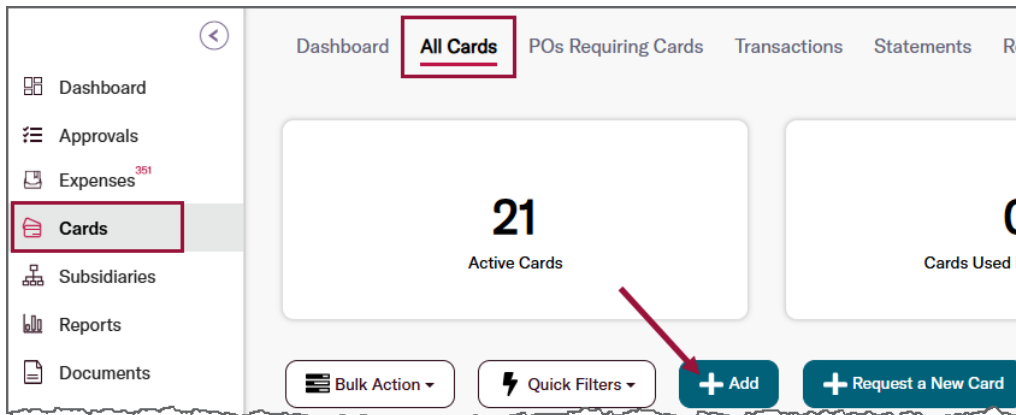 Dashboard All Cards POs Requiring Cards Transactions Statements
Dashboard
Approvals
Expenses 351
Cards
Subsidiaries
Reports
Documents
21
Active Cards
Cards Used
Bulk Action
Quick Filters
Add
Request a New Card